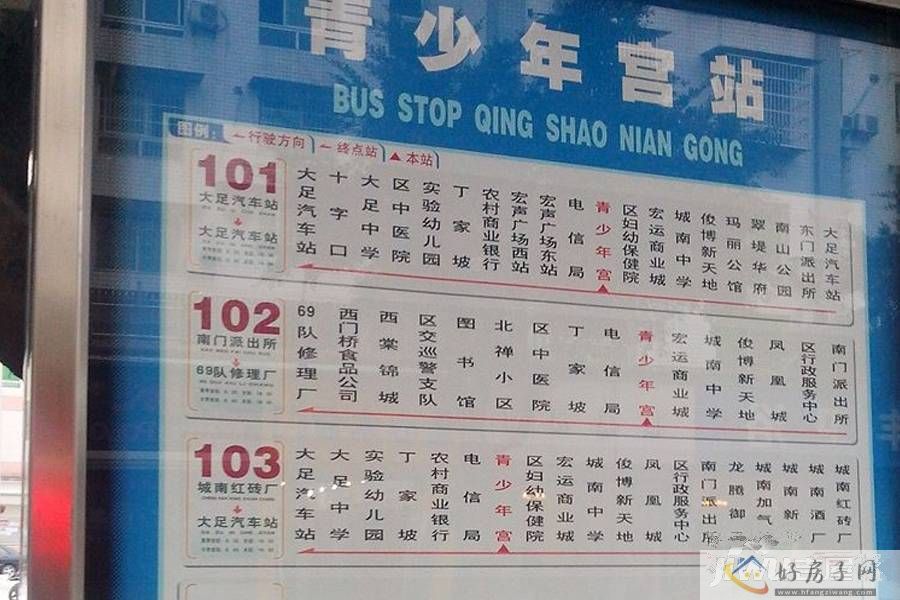 青少年宫站
BUS STOP QING SHAO NIAN GONG
图例: 行驶方向 终点站 本站
101
大足汽车站
大足汽车站
大足汽车站 十字口 大足中学 区中医院 实验幼儿园 丁家坡 农村商业银行 宏声广场西站 宏声广场东站 电信局 青少年宫 区妇幼保健院 宏运商业城 城南中学 俊博新天地 玛丽公馆 翠堤华府 南山公园 东门派出所 大足汽车站
102
南门派出所
69队修理厂
69队修理厂 西门桥食品公司 西棠锦城 区交巡警支队 图书馆 北禅小区 区中医院 丁家坡 电信局 青少年宫 宏运商业城 城南中学 俊博新天地 凤凰城 区行政服务中心 南门派出所
103
城南红砖厂
大足汽车站
大足汽车站 大足中学 实验幼儿园 丁家坡 农村商业银行 电信局 青少年宫 区妇幼保健院 宏运商业城 城南中学 俊博新天地 凤凰城 区行政服务中心 南门派出所 龙腾御 城南加气 城南新 城南酒厂 城南红砖厂
好房子网
www.hfangziwang.com